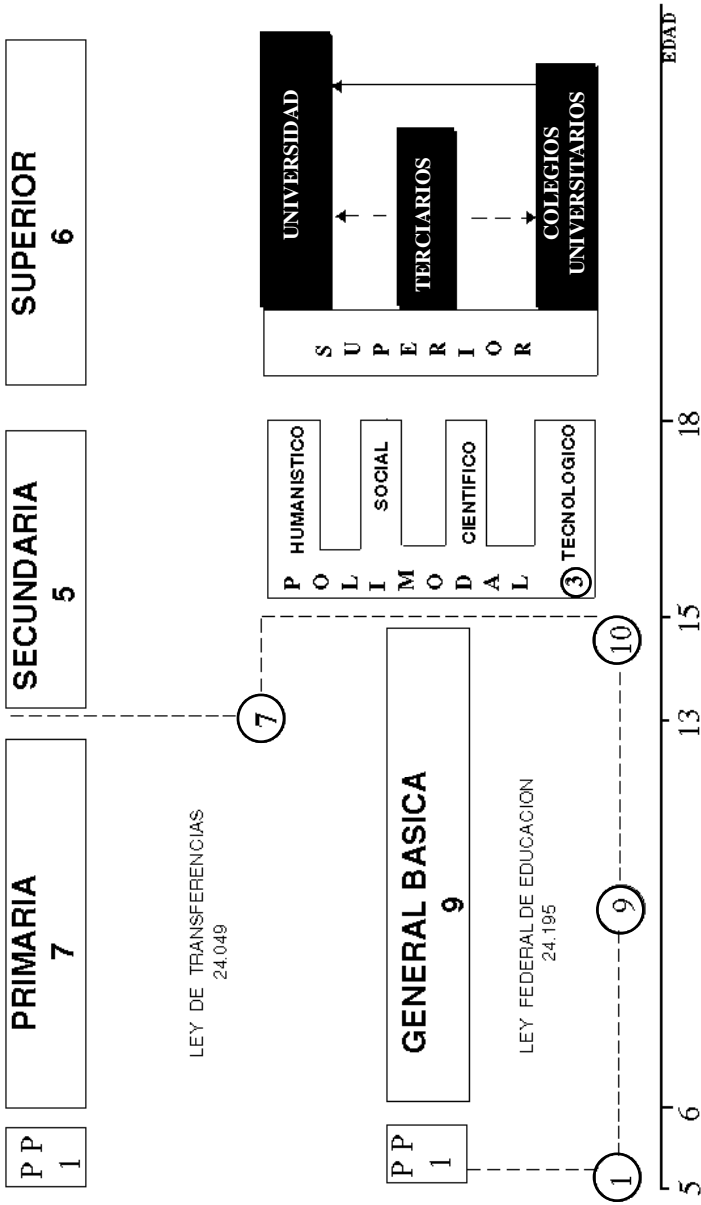 P P
1
PRIMARIA
7
SECUNDARIA
5
SUPERIOR
6
LEY DE TRANSFERENCIAS
24.049
7
P P
1
GENERAL BASICA
9
LEY FEDERAL DE EDUCACION
24.195
POLIMODAL
3
HUMANISTICO
SOCIAL
CIENTIFICO
TECNOLOGICO
SUPERIOR
UNIVERSIDAD
TERCIARIOS
COLEGIOS
UNIVERSITARIOS
1
9
10
5
6
13
15
18
EDAD